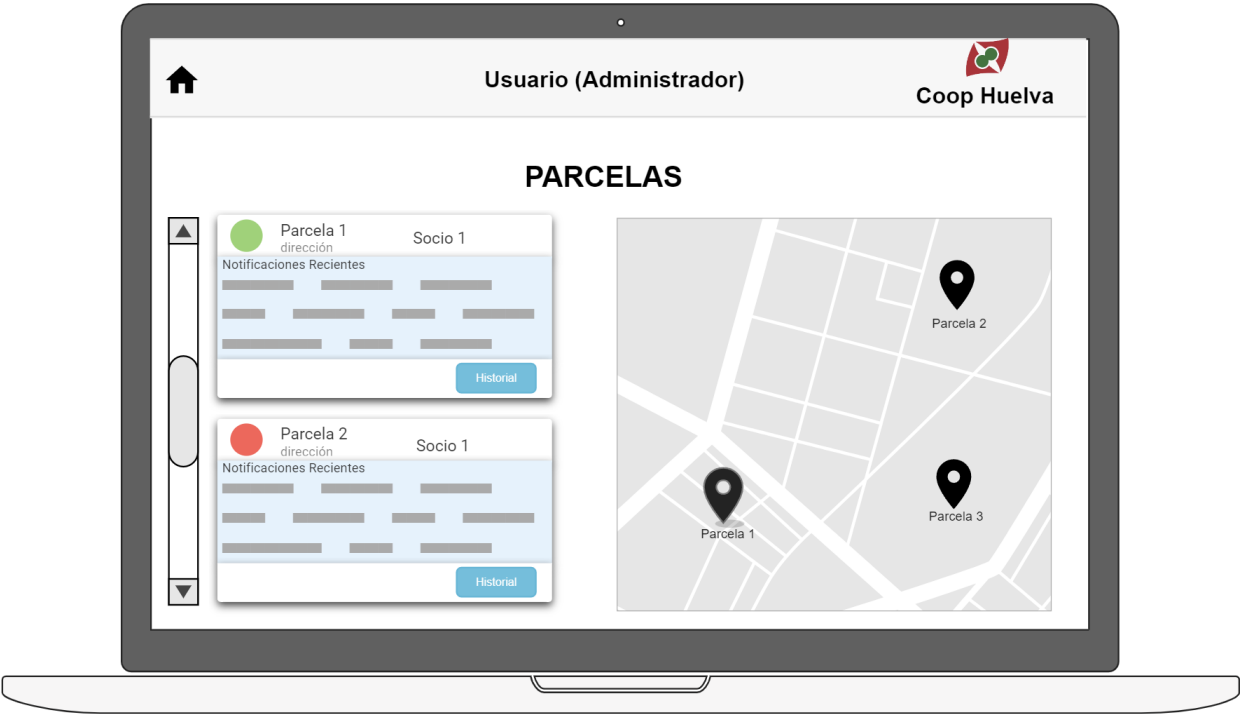 Usuario (Administrador)
Coop Huelva
PARCELAS
Parcela 1
dirección
Socio 1
Notificaciones Recientes
Historial
Parcela 2
dirección
Socio 1
Notificaciones Recientes
Historial
Parcela 2
Parcela 3
Parcela 1